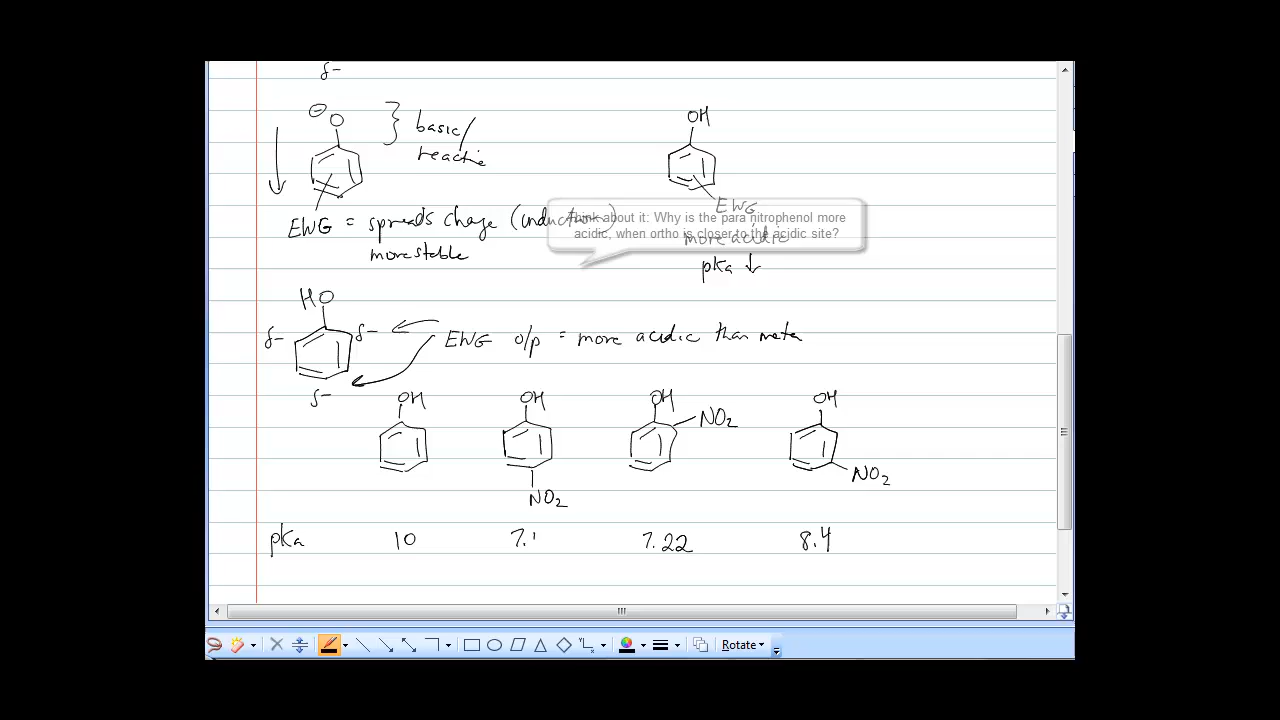 δ-
⊖
O
} basic/
reactie
OH
EWG = spreads charge (induction)
more stable
EWG
more acidic
pKa ↓
Think about it: Why is the para nitrophenol more
acidic, when ortho is closer to the acidic site?
HO
δ- δ-
EWG o/p = more acidic than meta
δ-
OH OH OH OH
NO2
NO2
NO2
pKa 10 7.1 7.22 8.4
Rotate